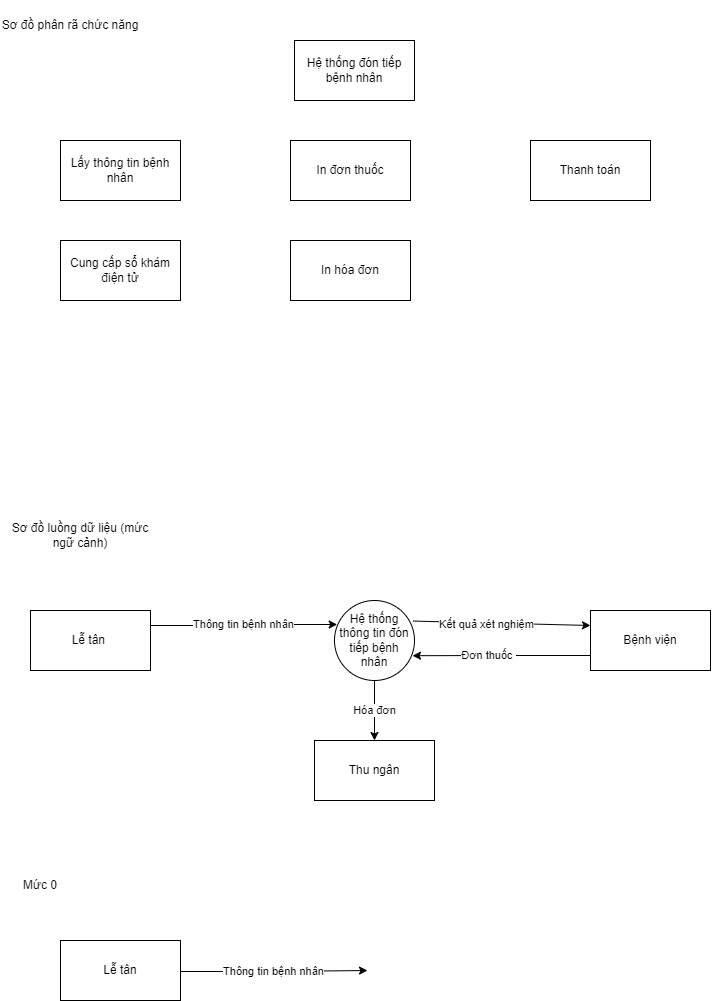 Sơ đồ phân rã chức năng
Hệ thống đón tiếp
bệnh nhân
Lấy thông tin bệnh
nhân
In đơn thuốc
Thanh toán
Cung cấp sổ khám
điện tử
In hóa đơn
Sơ đồ luồng dữ liệu (mức
ngữ cảnh)
Lễ tân
Thông tin bệnh nhân
Hệ thống
thông tin đón
tiếp bệnh
nhân
Kết quả xét nghiệm
Đơn thuốc
Bệnh viện
Hóa đơn
Thu ngân
Mức 0
Lễ tân
Thông tin bệnh nhân